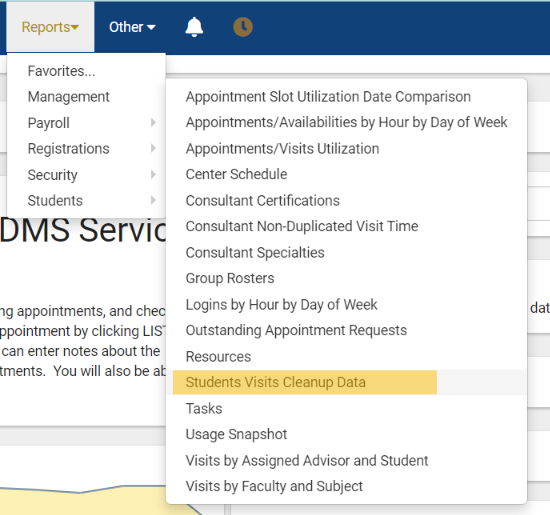 Reports Other
Favorites...
Management
Payroll
Registrations
Security
Students
Appointment Slot Utilization Date Comparison
Appointments/Availabilities by Hour by Day of Week
Appointments/Visits Utilization
Center Schedule
Consultant Certifications
Consultant Non-Duplicated Visit Time
Consultant Specialties
Group Rosters
Logins by Hour by Day of Week
Outstanding Appointment Requests
Resources
Students Visits Cleanup Data
Tasks
Usage Snapshot
Visits by Assigned Advisor and Student
Visits by Faculty and Subject
DMS Servic
ng appointments, and chec
ppointment by clicking LIST
can enter notes about the
tments. You will also be ab
dat